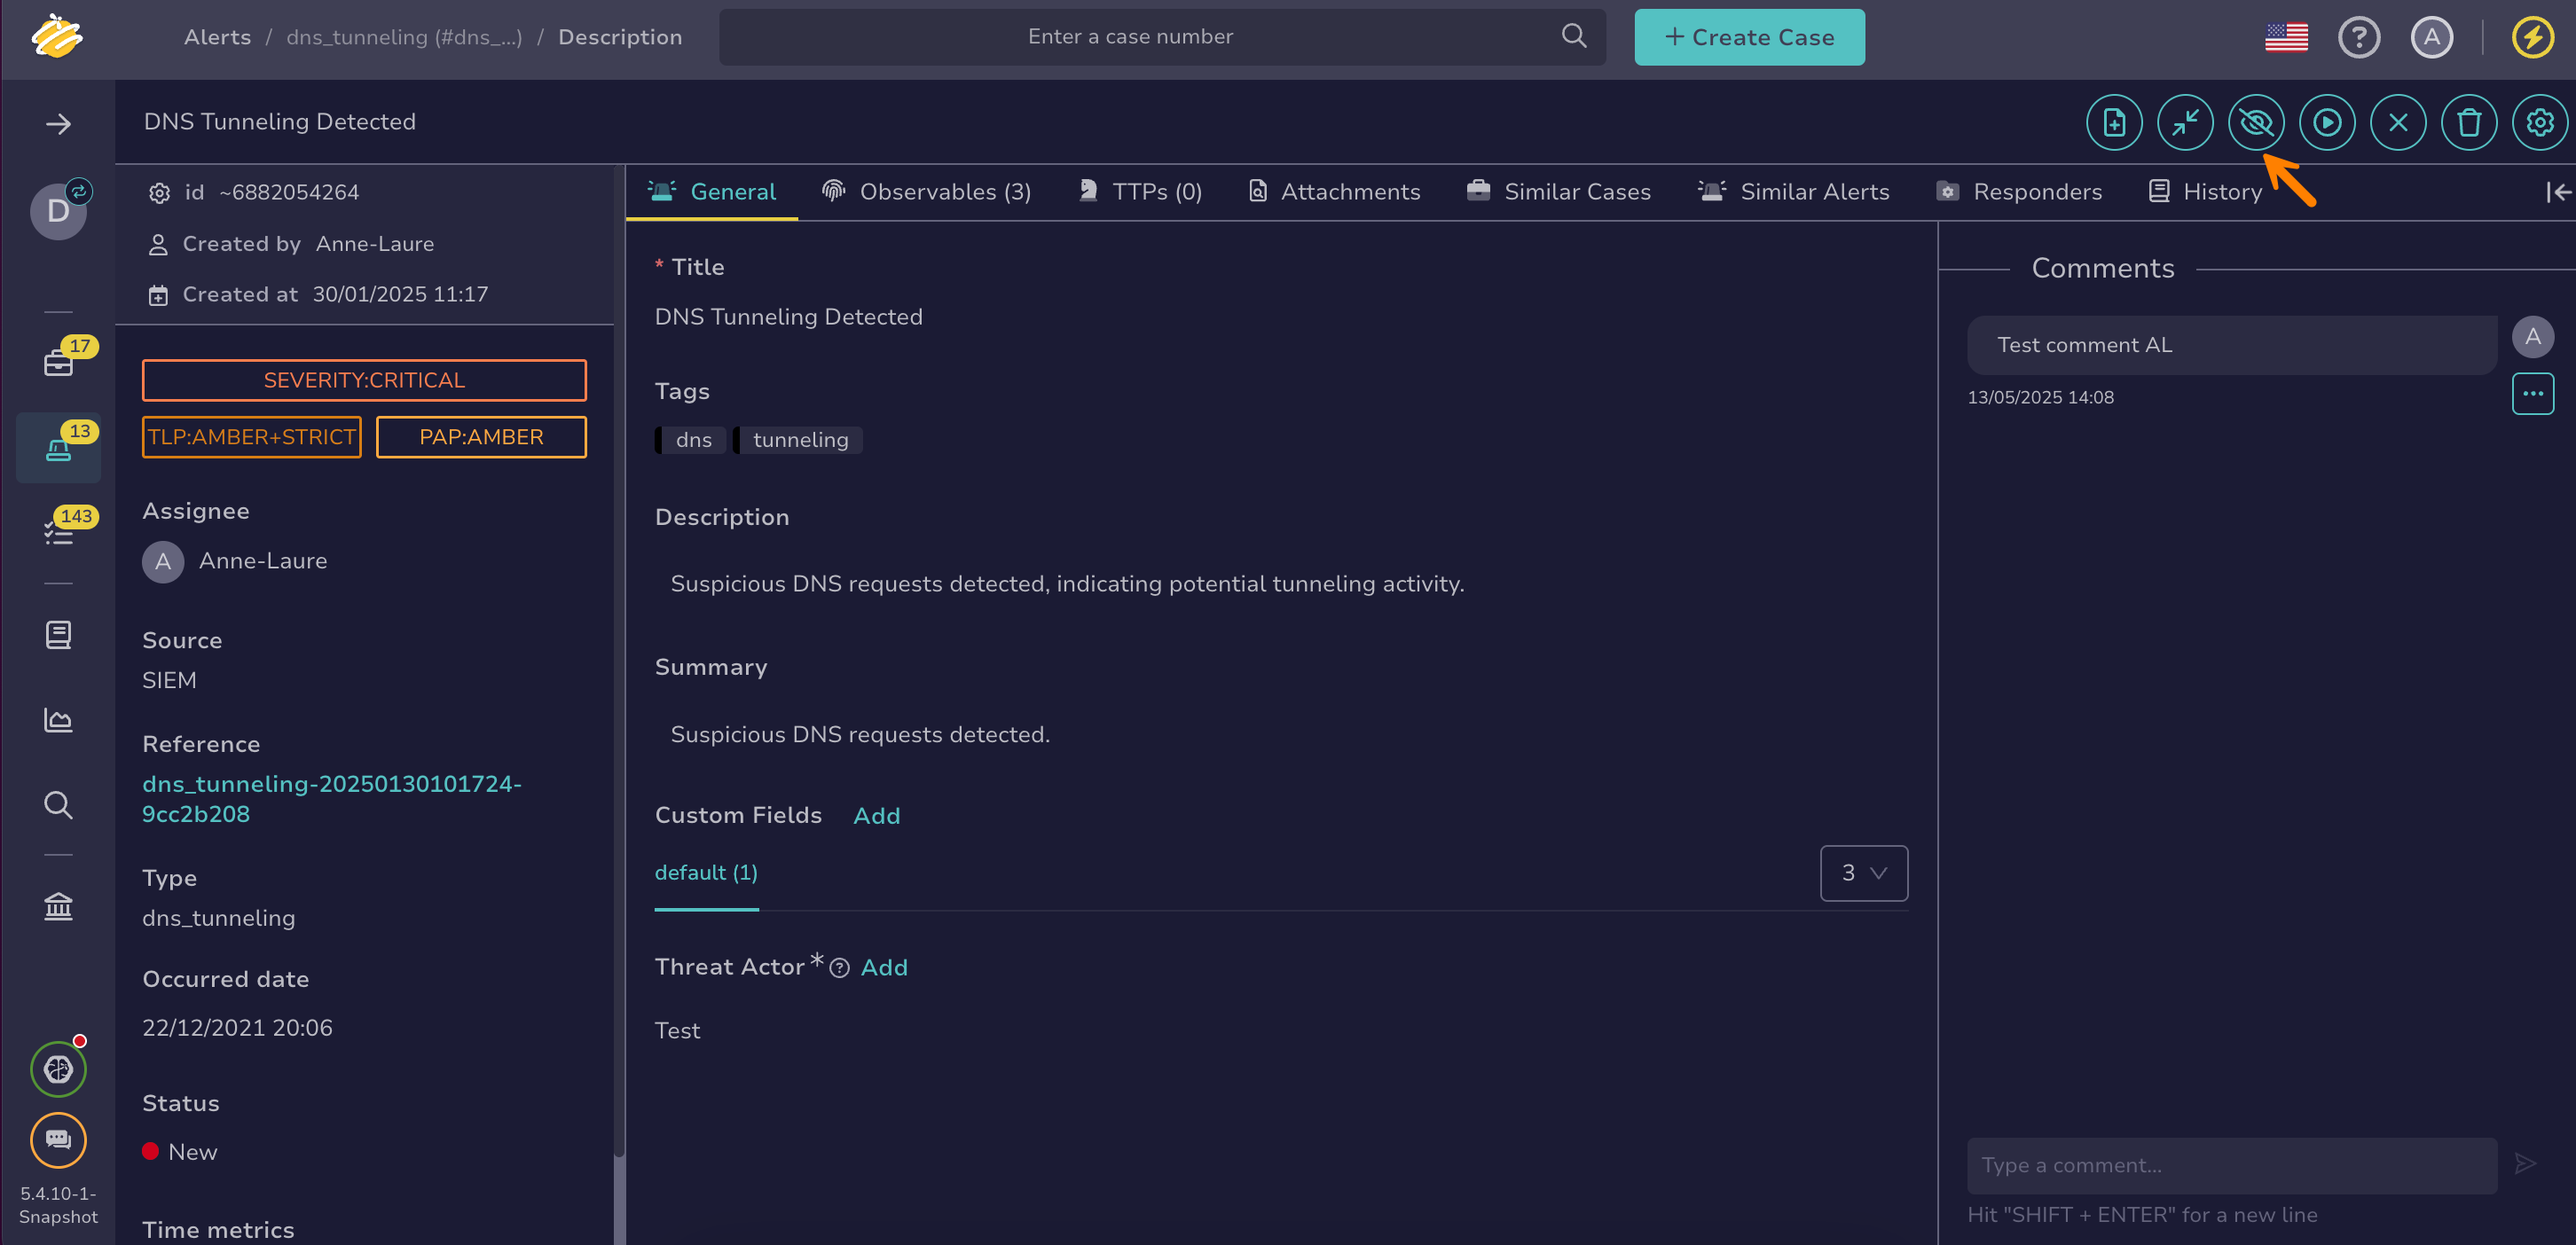 Alerts / dns_tunneling (#dns_...) / Description
Enter a case number
+ Create Case
A
DNS Tunneling Detected
D
17
13
143
5.4.10-1-
Snapshot
id ~6882054264
Created by Anne-Laure
Created at 30/01/2025 11:17
SEVERITY:CRITICAL
TLP:AMBER+STRICT
PAP:AMBER
Assignee
A Anne-Laure
Source
SIEM
Reference
dns_tunneling-20250130101724-
9cc2b208
Type
dns_tunneling
Occurred date
22/12/2021 20:06
Status
New
Time metrics
General
Observables (3)
TTPs (0)
Attachments
Similar Cases
Similar Alerts
Responders
History
* Title
DNS Tunneling Detected
Tags
dns
tunneling
Description
Suspicious DNS requests detected, indicating potential tunneling activity.
Summary
Suspicious DNS requests detected.
Custom Fields Add
default (1)
3
Threat Actor * ? Add
Test
Comments
Test comment AL
A
13/05/2025 14:08
...
Type a comment...
Hit "SHIFT + ENTER" for a new line